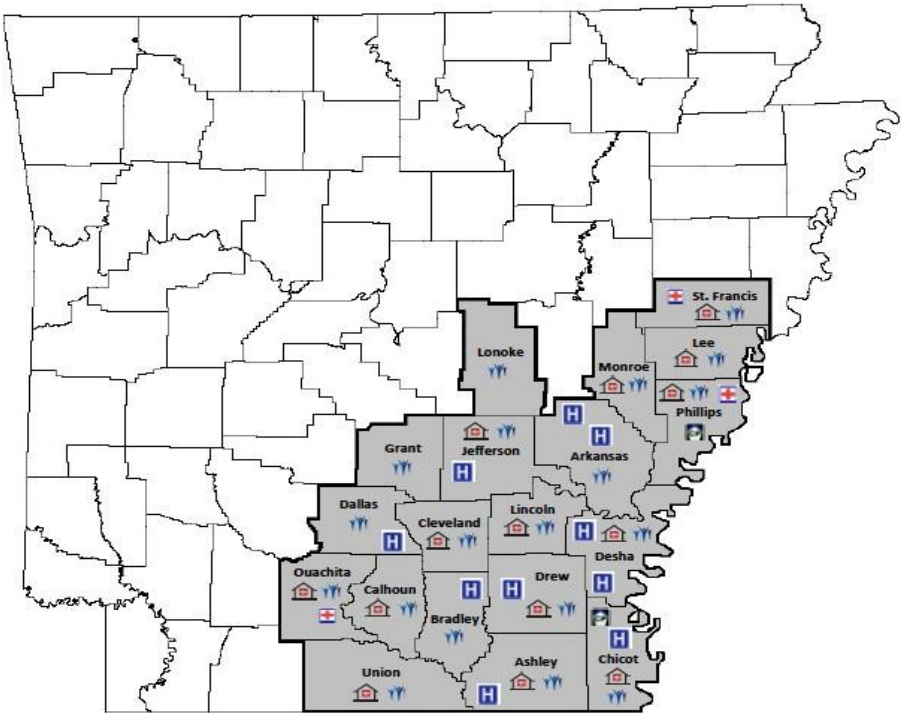 St. Francis
Lee
Lonoke
Monroe
Phillips
H
H
Grant
Jefferson
Arkansas
H
Dallas
Lincoln
Cleveland
H
H
Desha
Ouachita
Calhoun
Drew
H
H
H
Bradley
H
Ashley
Chicot
Union
H